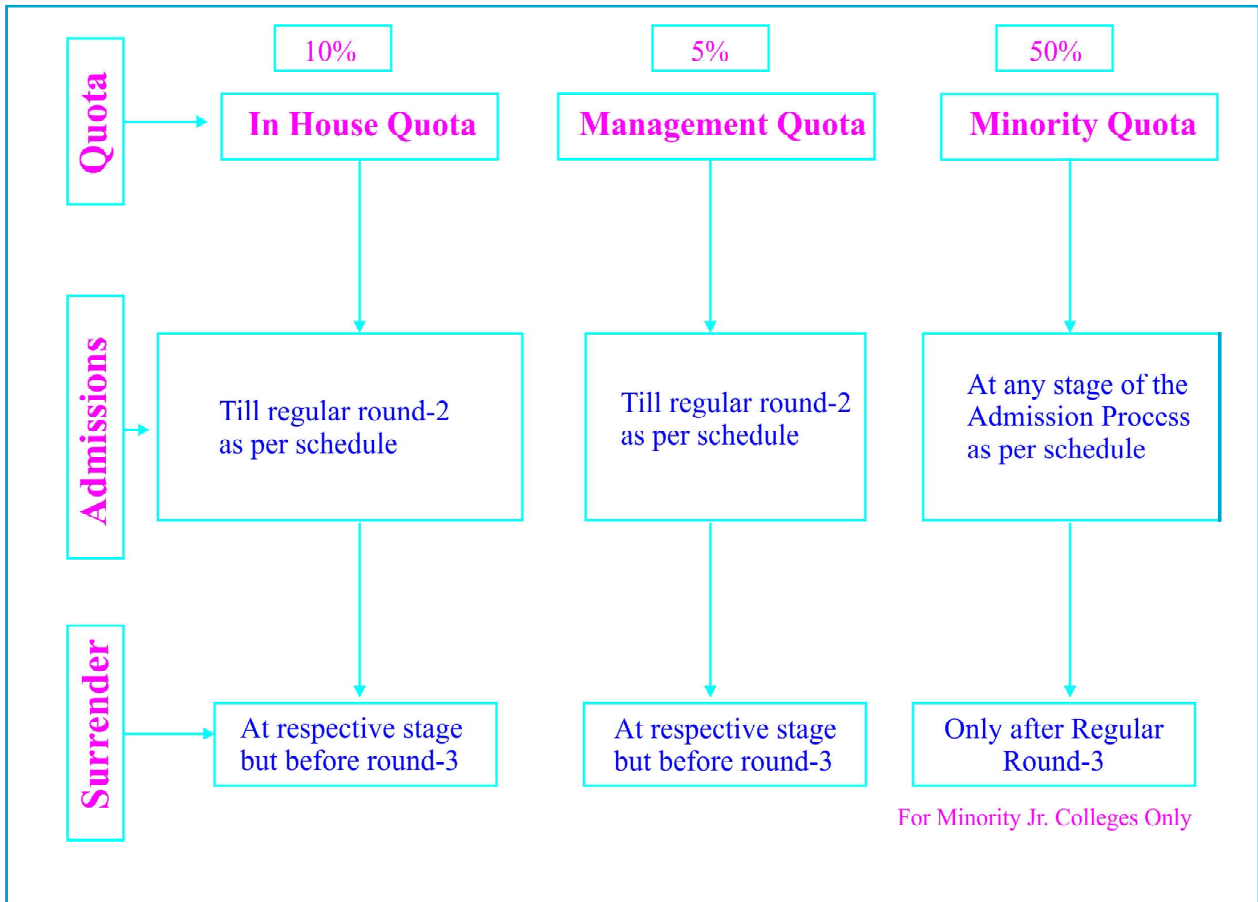 Quota
10%
5%
50%
In House Quota
Management Quota
Minority Quota
Admissions
Till regular round-2
as per schedule
Till regular round-2
as per schedule
At any stage of the
Admission Process
as per schedule
Surrender
At respective stage
but before round-3
At respective stage
but before round-3
Only after Regular
Round-3
For Minority Jr. Colleges Only